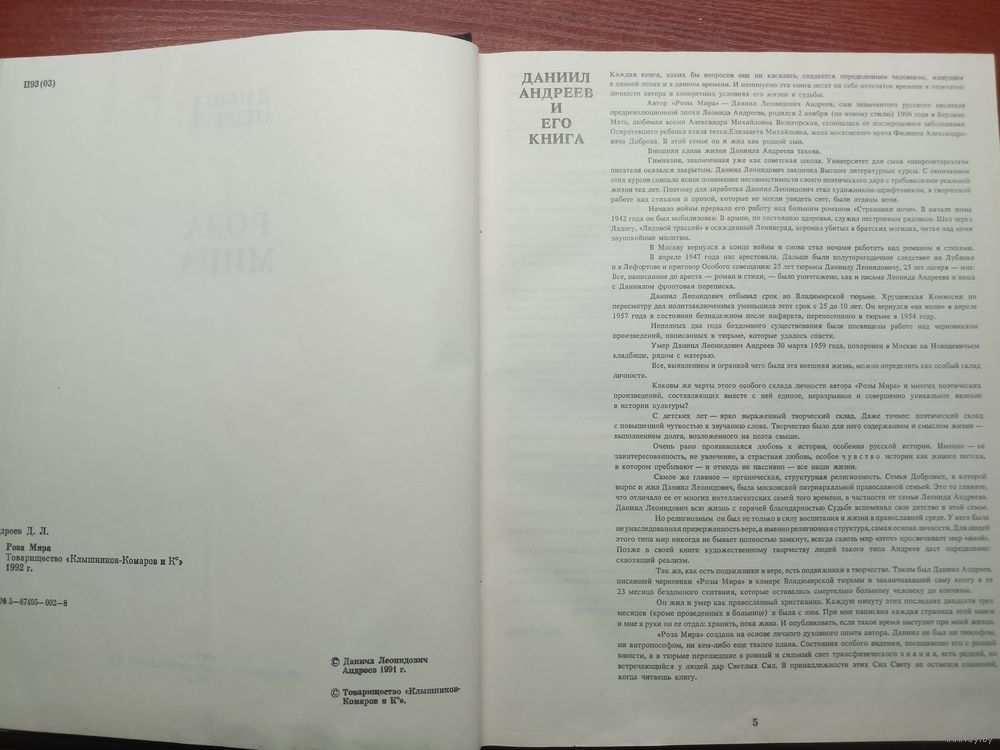 П93(03)
дреев Д. Л.
Роза Мира
Товарищество «Клышников-Комаров и К°»
1992 г.
№ 5—87495—002—8
© Даниил Леонидович
Андреев 1991 г.
© Товарищество «Клышников-
Комаров и К°».
ДАНИИЛ
АНДРЕЕВ
И
ЕГО
КНИГА
Каждая книга, каких бы вопросов она ни касалась, создается определенным человеком, живущим
в данной эпохе и в данном времени. И неминуемо эта книга несет на себе отпечаток времени и отпечаток
личности автора в конкретных условиях его жизни и судьбы.
Автор «Розы Мира» — Даниил Леонидович Андреев, сын знаменитого русского писателя
предреволюционной эпохи Леонида Андреева, родился 2 ноября (по новому стилю) 1906 года в Берлине.
Мать, любимая всеми Александра Михайловна Велигорская, скончалась от послеродового заболевания.
Осиротевшего ребенка взяла тетка,Елизавета Михайловна, жена московского врача Филиппа Александро-
вича Доброва. В этой семье он и жил как родной сын.
Внешняя канва жизни Даниила Андреева такова.
Гимназия, законченная уже как советская школа. Университет для сына «непролетарского»
писателя оказался закрытым. Даниил Леонидович закончил Высшие литературные курсы. С окончанием
этих курсов совпало ясное понимание несовместимости своего поэтического дара с требованиями реальной
жизни тех лет. Поэтому для заработка Даниил Леонидович стал художником-шрифтовиком, а творческой
работе над стихами и прозой, которые не могли увидеть свет, были отданы ночи.
Начало войны прервало его работу над большим романом «Странники ночи». В начале зимы
1942 года он был мобилизован. В армии, по состоянию здоровья, служил нестроевым рядовым. Шел через
Ладогу, «Ледовой трассой» в осажденный Ленинград, хоронил убитых в братских могилах, читая над ними
заупокойные молитвы.
В Москву вернулся в конце войны и снова стал ночами работать над романом и стихами.
В апреле 1947 года нас арестовали. Дальше были полуторагодичное следствие на Лубянке
и в Лефортове и приговор Особого совещания: 25 лет тюрьмы Даниилу Леонидовичу, 25 лет лагеря — мне.
Все, написанное до ареста — роман и стихи, — было уничтожено, как и письма Леонида Андреева и наша
с Даниилом фронтовая переписка.
Даниил Леонидович отбывал срок во Владимирской тюрьме. Хрущевская Комиссия по
пересмотру дел политзаключенных уменьшила этот срок с 25 до 10 лет. Он вернулся «на волю» в апреле
1957 года в состоянии безнадежном после инфаркта, перенесенного в тюрьме в 1954 году.
Неполных два года бездомного существования были посвящены работе над черновиками
произведений, написанных в тюрьме, которые удалось спасти.
Умер Даниил Леонидович Андреев 30 марта 1959 года, похоронен в Москве на Новодевичьем
кладбище, рядом с матерью.
Все, выявлением и огранкой чего была эта внешняя жизнь, можно определить как особый склад
личности.
Каковы же черты этого особого склада личности автора «Розы Мира» и многих поэтических
произведений, составляющих вместе с ней единое, неразрывное и совершенно уникальное явление
в истории культуры?
С детских лет — ярко выраженный творческий склад. Даже точнее: поэтический склад
с повышенной чуткостью к звучанию слова. Творчество было для него содержанием и смыслом жизни —
выполнением долга, возложенного на поэта свыше.
Очень рано проявившаяся любовь к истории, особенно русской истории. Именно — не
заинтересованность, не увлечение, а страстная любовь, особое чувство истории как живого потока,
в котором пребывают — и отнюдь не пассивно — все наши жизни.
Самое же главное — органическая, структурная религиозность. Семья Добровых, в которой
вырос и жил Даниил Леонидович, была московской патриархальной православной семьей. Это то главное,
что отличало ее от многих интеллигентских семей того времени, в частности от семьи Леонида Андреева.
Даниил Леонидович всю жизнь с горячей благодарностью Судьбе вспоминал свое детство в этой семье.
Но религиозным он был не только в силу воспитания и жизни в православной среде. У него была
не унаследованная приверженность вере, а именно религиозная структура, самая основа личности. Для людей
этого типа мир никогда не бывает полностью замкнут, всегда сквозь мир «этот» просвечивает мир «иной».
Позже в своей книге художественному творчеству людей такого типа Андреев даст определение:
сквозящий реализм.
Так же, как есть подвижники в вере, есть подвижники в творчестве. Таким был Даниил Андреев,
писавший черновики «Розы Мира» в камере Владимирской тюрьмы и заканчивавший саму книгу в те
23 месяца бездомного скитания, которые оставались смертельно больному человеку до кончины.
Он жил и умер как православный христианин. Каждую минуту этих последних двадцати трех
месяцев (кроме проведенных в больнице) я была с ним. При мне написана каждая страница этой книги
и мне в руки он ее отдал: хранить, пока жива. И опубликовать, если такое время наступит при моей жизни.
«Роза Мира» создана на основе личного духовного опыта автора. Даниил не был ни теософом,
ни антропософом, ни кем-либо еще такого плана. Состояния особого видения, посещавшие его с ранней
юности, а в тюрьме перешедшие в ровный и сильный свет трансфизического знания, есть редкий, но
встречающийся у людей дар Светлых Сил. В принадлежности этих Сил Свету не остается сомнений,
когда читаешь книгу.
5